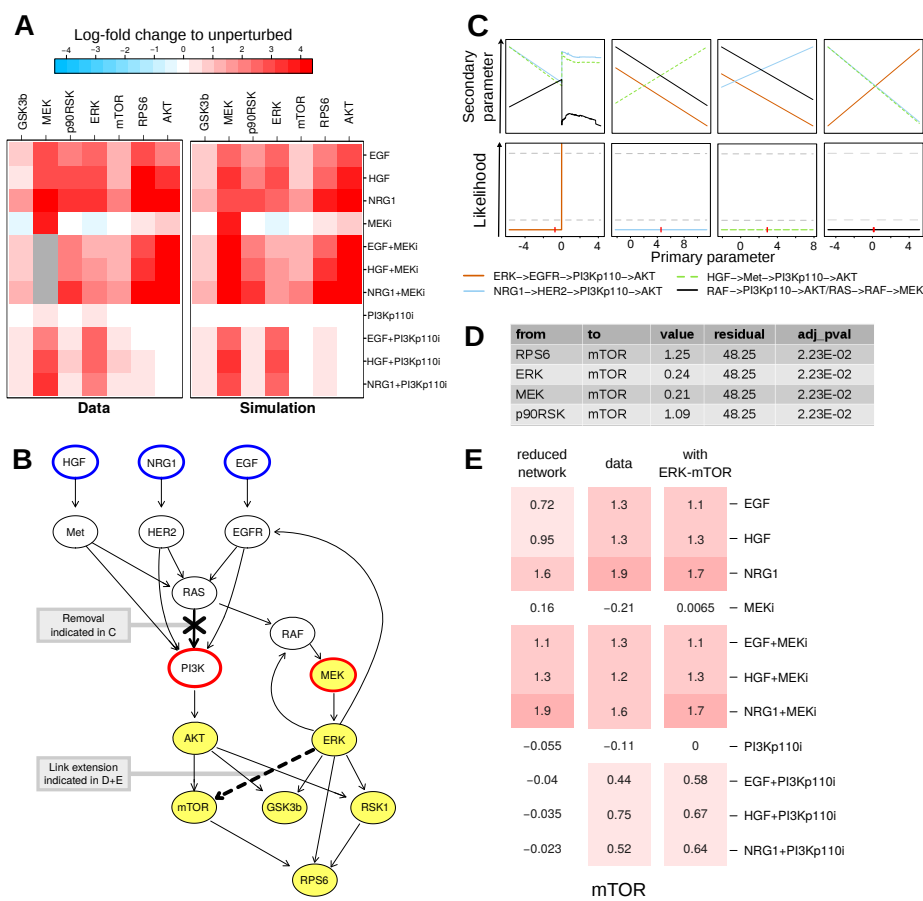 A
Log-fold change to unperturbed
−4 −2 0 2 4
GSK3b MEK p90RSK ERK mTOR RPS6 AKT
GSK3b MEK p90RSK ERK mTOR RPS6 AKT
EGF
HGF
NRG1
MEKi
EGF+MEKi
HGF+MEKi
NRG1+MEKi
PI3Kp110i
EGF+PI3Kp110i
HGF+PI3Kp110i
NRG1+PI3Kp110i
Data Simulation
B
HGF NRG1 EGF
Met HER2 EGFR
RAS
Removal
indicated in C
RAF
PI3K
MEK
AKT ERK
Link extension
indicated in D+E
mTOR GSK3b RSK1
RPS6
C
Secondary
parameter
Likelihood
−4 0 4
−4 0 4 8
−4 0 4 8
−4 0 4
Primary parameter
ERK−>EGFR−>PI3Kp110−>AKT
HGF−>Met−>PI3Kp110−>AKT
NRG1−>HER2−>PI3Kp110−>AKT
RAF−>PI3Kp110−>AKT/RAS−>RAF−>MEK
D
from to value residual adj_pval
RPS6 mTOR 1.25 48.25 2.23E-02
ERK mTOR 0.24 48.25 2.23E-02
MEK mTOR 0.21 48.25 2.23E-02
p90RSK mTOR 1.09 48.25 2.23E-02
E
reduced
network
data
with
ERK-mTOR
0.72 1.3 1.1 EGF
0.95 1.3 1.3 HGF
1.6 1.9 1.7 NRG1
0.16 −0.21 0.0065 MEKi
1.1 1.3 1.1 EGF+MEKi
1.3 1.2 1.3 HGF+MEKi
1.9 1.6 1.7 NRG1+MEKi
−0.055 −0.11 0 PI3Kp110i
−0.04 0.44 0.58 EGF+PI3Kp110i
−0.035 0.75 0.67 HGF+PI3Kp110i
−0.023 0.52 0.64 NRG1+PI3Kp110i
mTOR